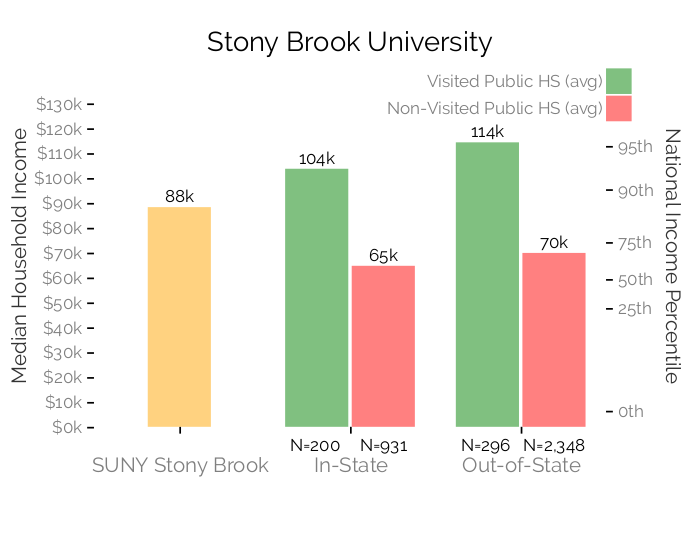 Stony Brook University
Visited Public HS (avg)
Non-Visited Public HS (avg)
Median Household Income
$130k
$120k
$110k
$100k
$90k
$80k
$70k
$60k
$50k
$40k
$30k
$20k
$10k
$0k
88k
104k
65k
114k
70k
95th
90th
75th
50th
25th
0th
National Income Percentile
N=200 N=931 N=296 N=2,348
SUNY Stony Brook In-State Out-of-State